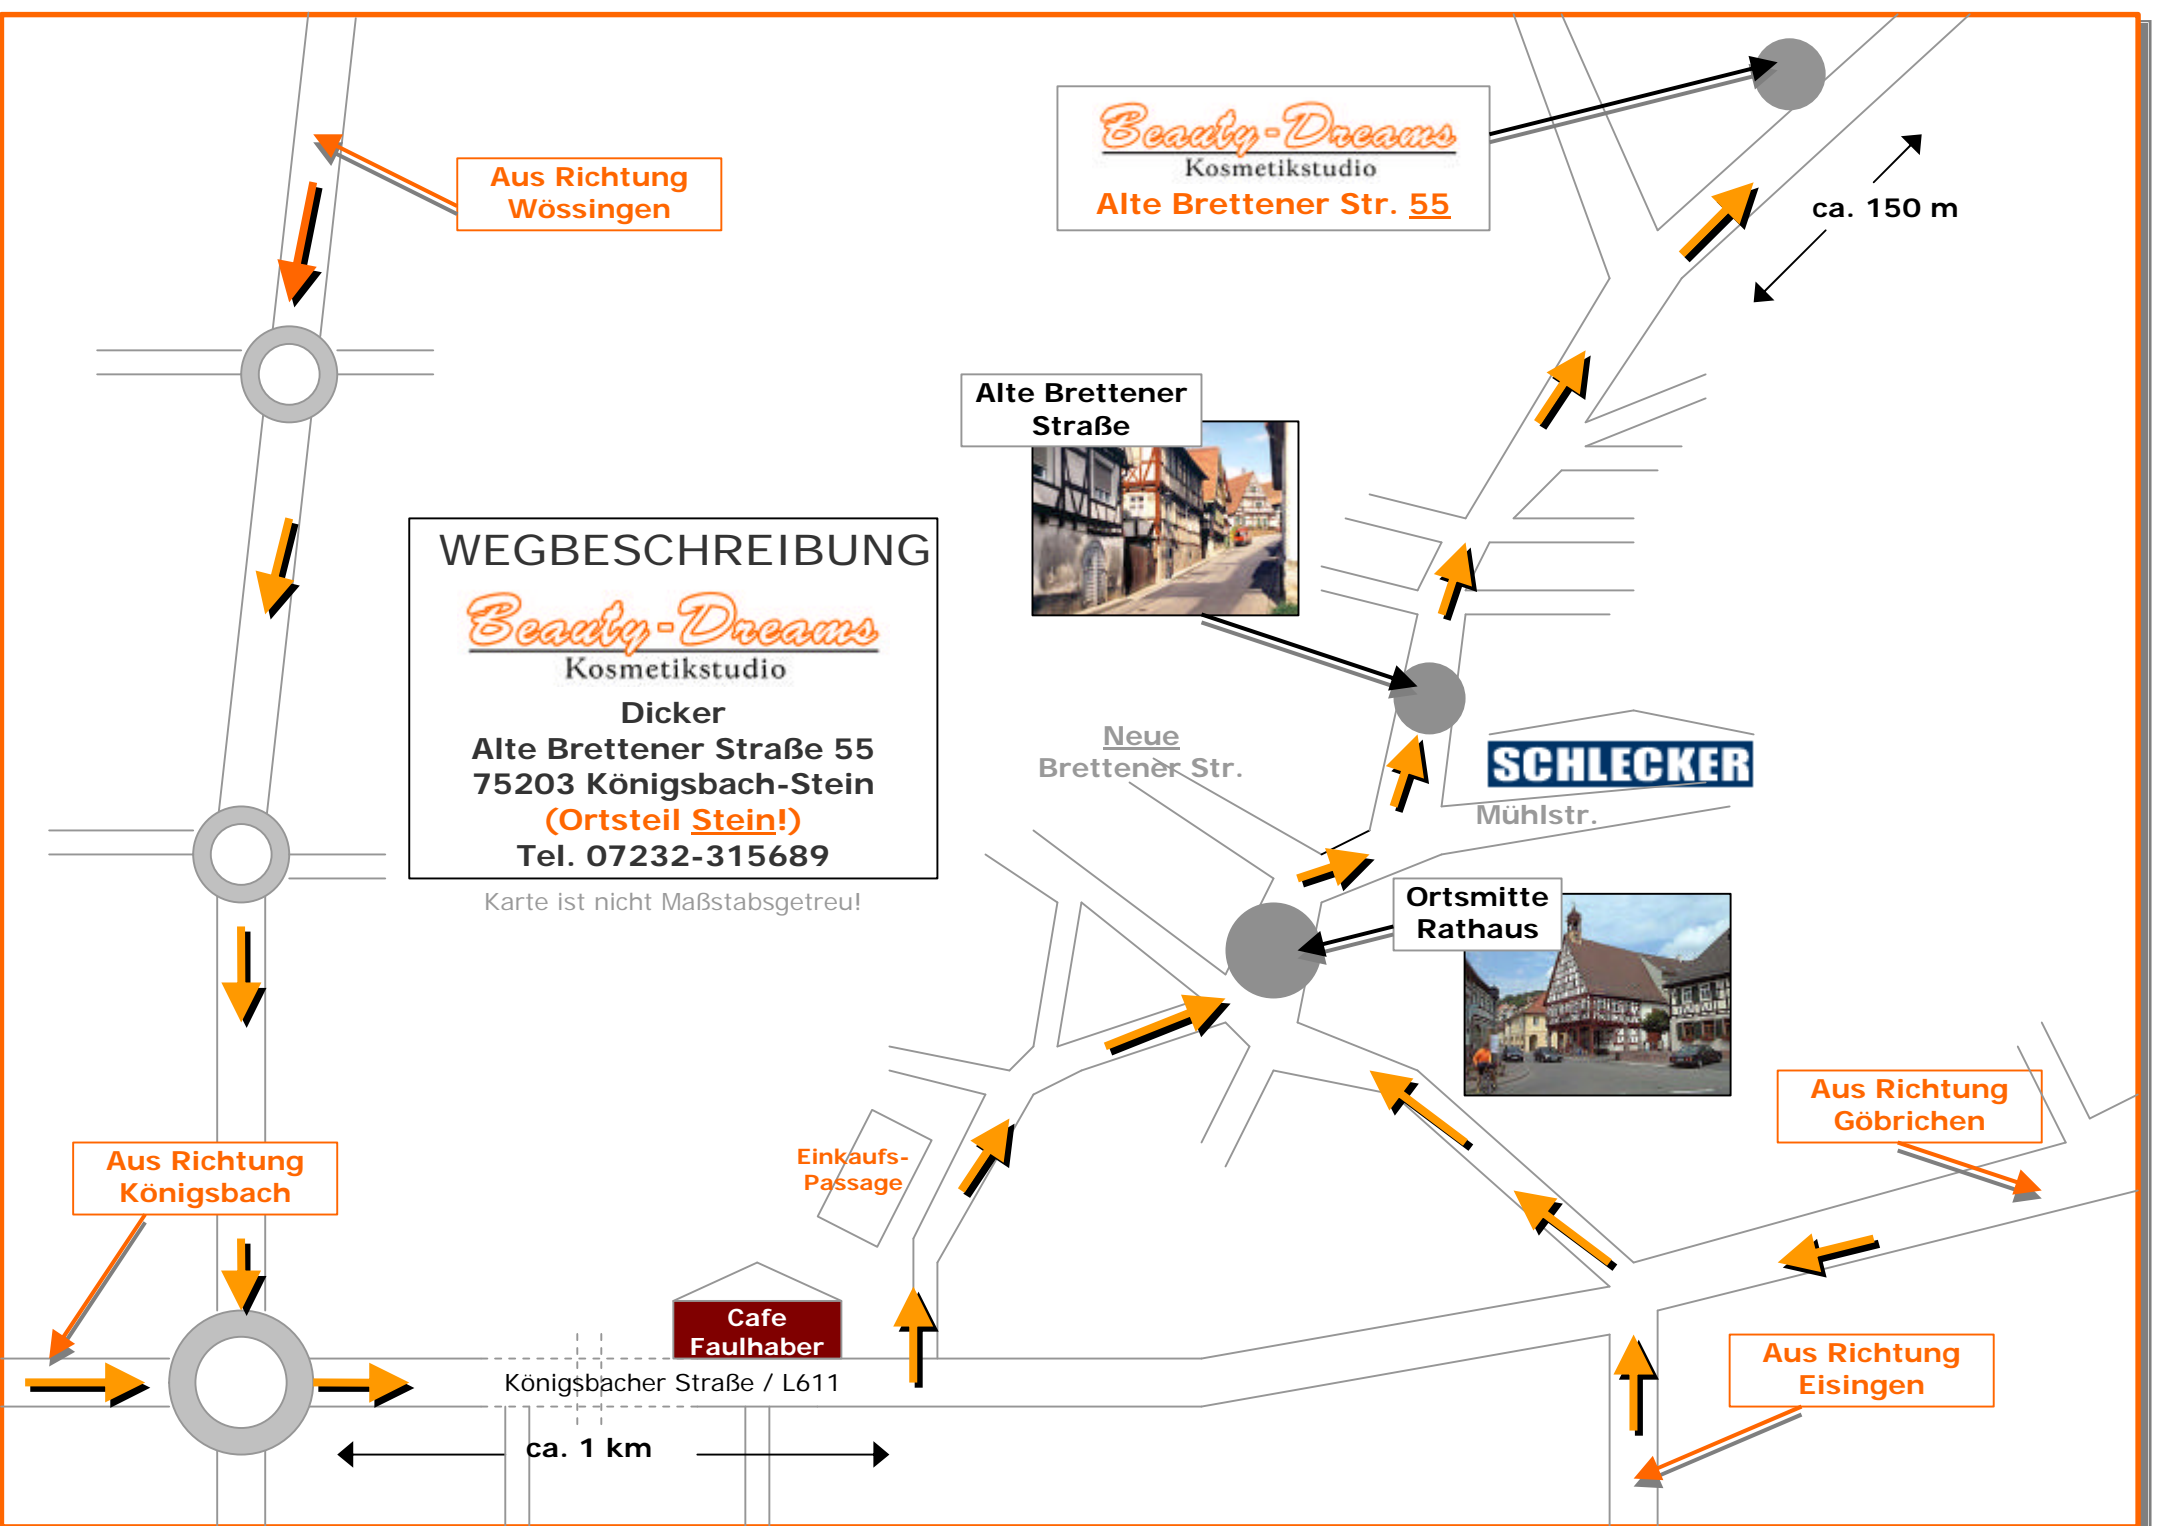 Beauty-Dreams
Kosmetikstudio
Alte Brettener Str. 55
Aus Richtung
Wössingen
ca. 150 m
Alte Brettener
Straße
WEGBESCHREIBUNG
Beauty-Dreams
Kosmetikstudio
Dicker
Alte Brettener Straße 55
75203 Königsbach-Stein
(Ortsteil Stein!)
Tel. 07232-315689
Karte ist nicht Maßstabsgetreu!
Neue
Brettener Str.
SCHLECKER
Mühlstr.
Ortsmitte
Rathaus
Aus Richtung
Göbrichen
Aus Richtung
Königsbach
Einkaufs-
Passage
Cafe
Faulhaber
Königsbacher Straße / L611
Aus Richtung
Eisingen
ca. 1 km